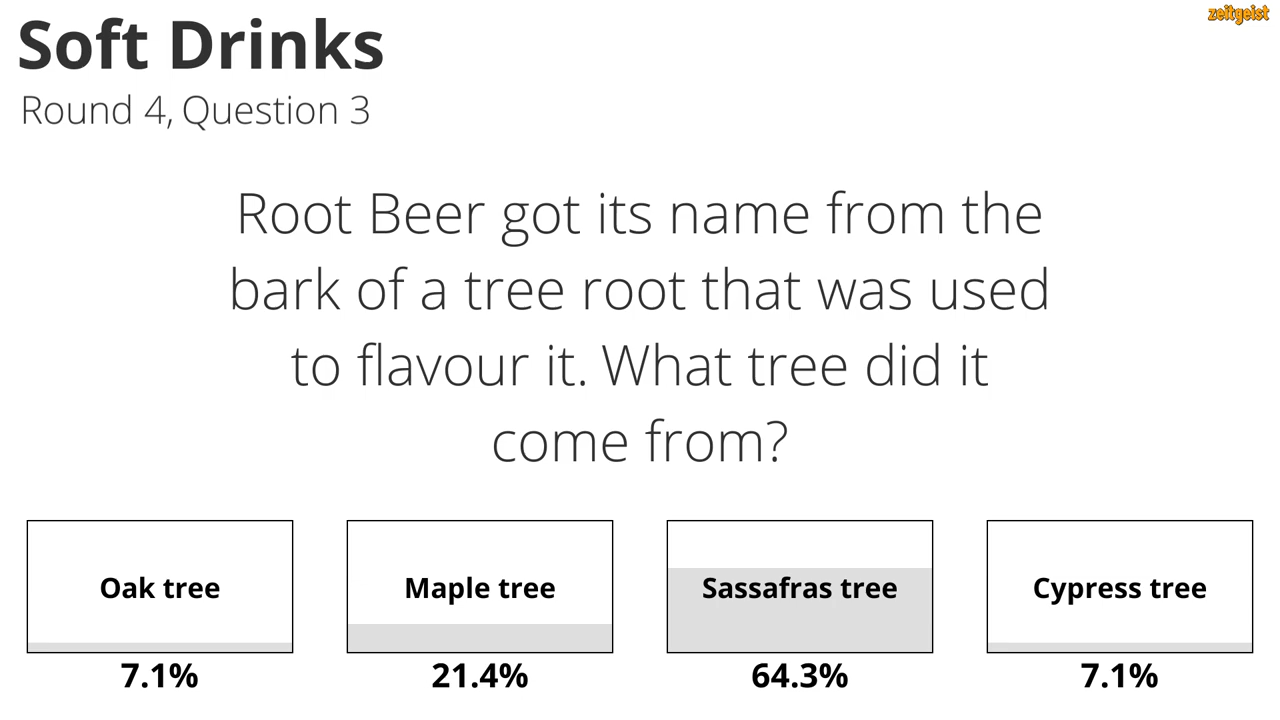 zeitgeist
Soft Drinks
Round 4, Question 3
Root Beer got its name from the
bark of a tree root that was used
to flavour it. What tree did it
come from?
Oak tree
Maple tree
Sassafras tree
Cypress tree
7.1%
21.4%
64.3%
7.1%